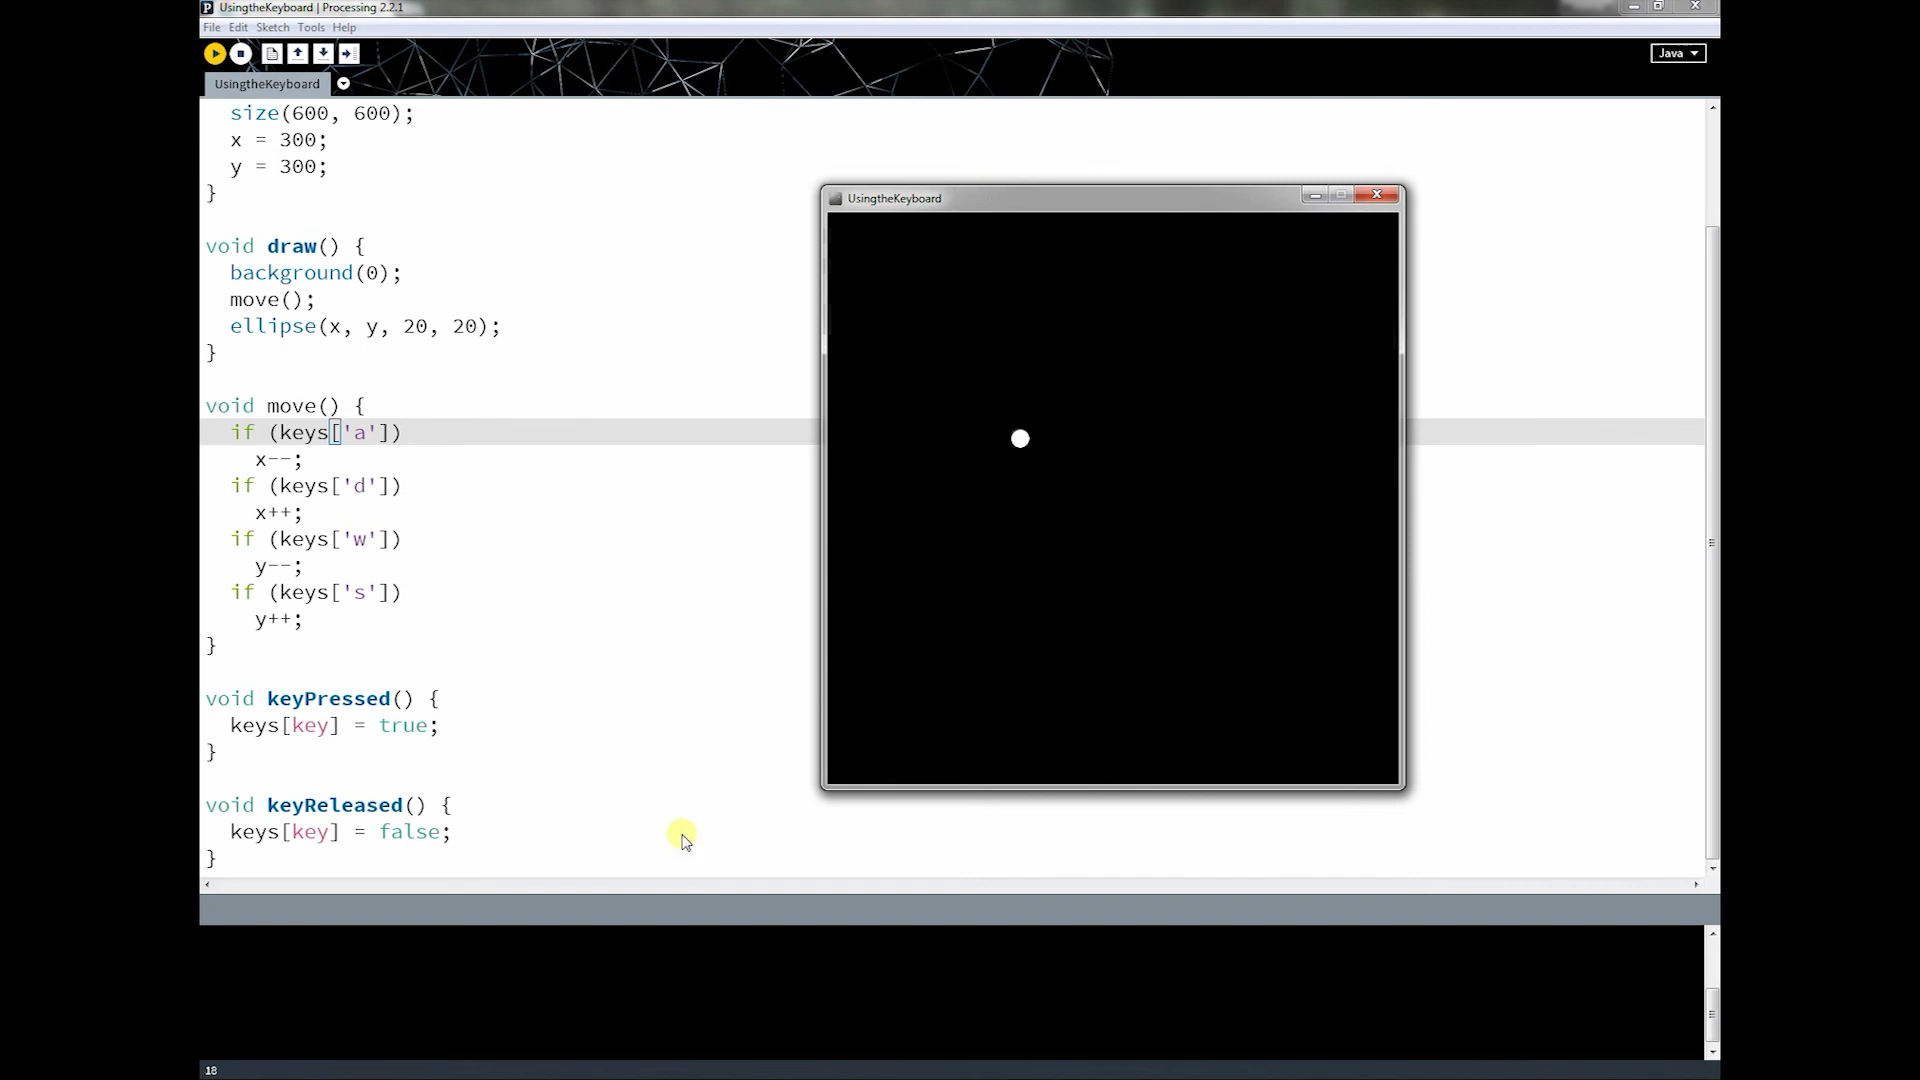 UsingtheKeyboard | Processing 2.2.1
File Edit Sketch Tools Help
Java
UsingtheKeyboard
size(600, 600);
x = 300;
y = 300;
}
void draw() {
background(0);
move();
ellipse(x, y, 20, 20);
}
void move() {
if (keys['a'])
x--;
if (keys['d'])
x++;
if (keys['w'])
y--;
if (keys['s'])
y++;
}
void keyPressed() {
keys[key] = true;
}
void keyReleased() {
keys[key] = false;
}
UsingtheKeyboard
18